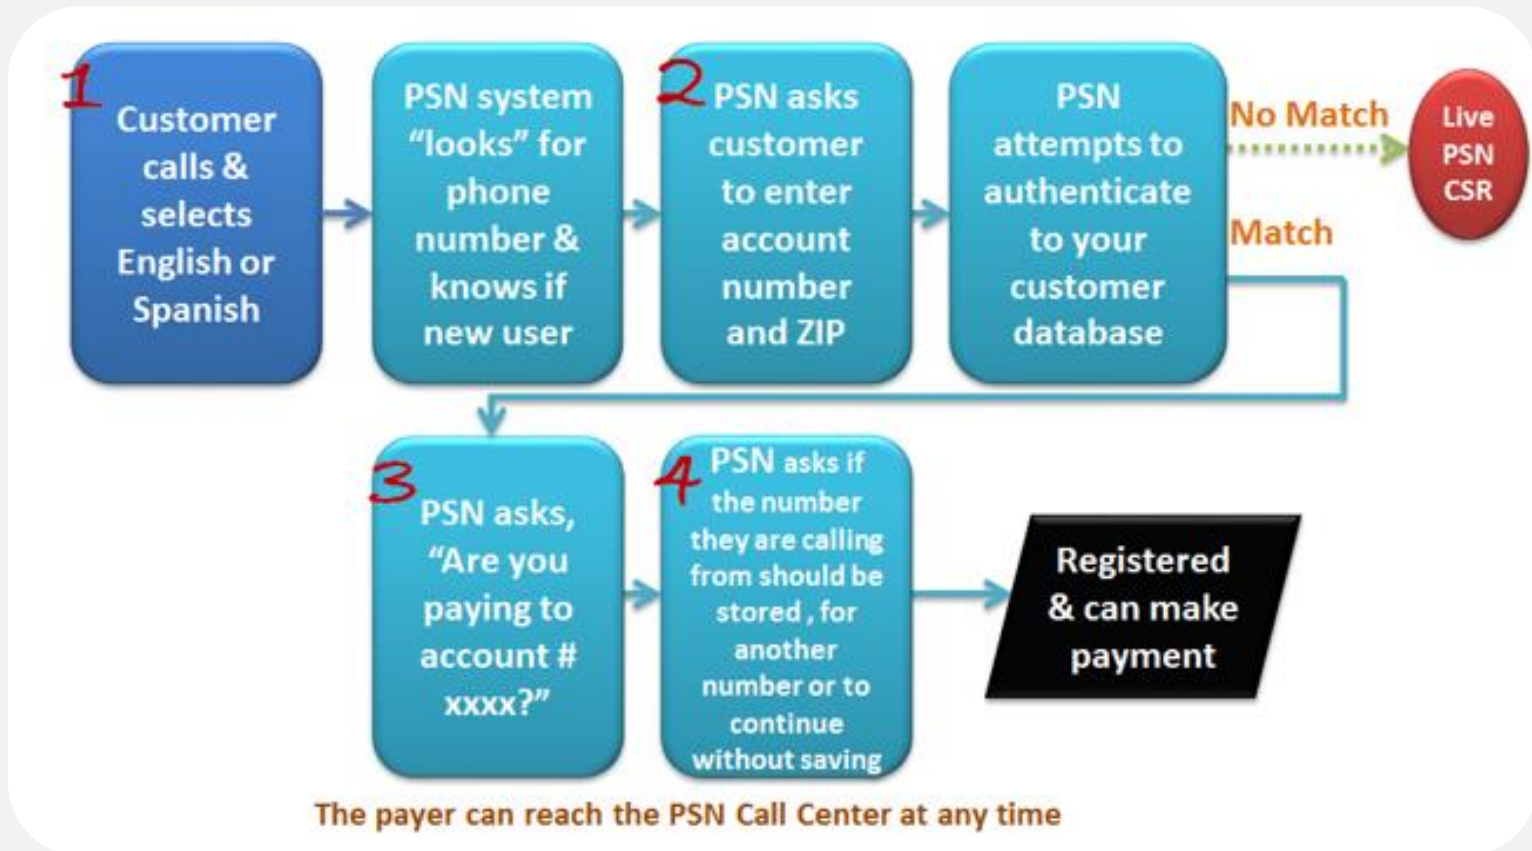 1
Customer
calls &
selects
English or
Spanish
PSN system
“looks” for
phone
number &
knows if
new user
2
PSN asks
customer
to enter
account
number
and ZIP
PSN
attempts to
authenticate
to your
customer
database
No Match
Match
Live
PSN
CSR
3
PSN asks,
“Are you
paying to
account #
xxxx?”
4
PSN asks if
the number
they are calling
from should be
stored , for
another
number or to
continue
without saving
Registered
& can make
payment
The payer can reach the PSN Call Center at any time